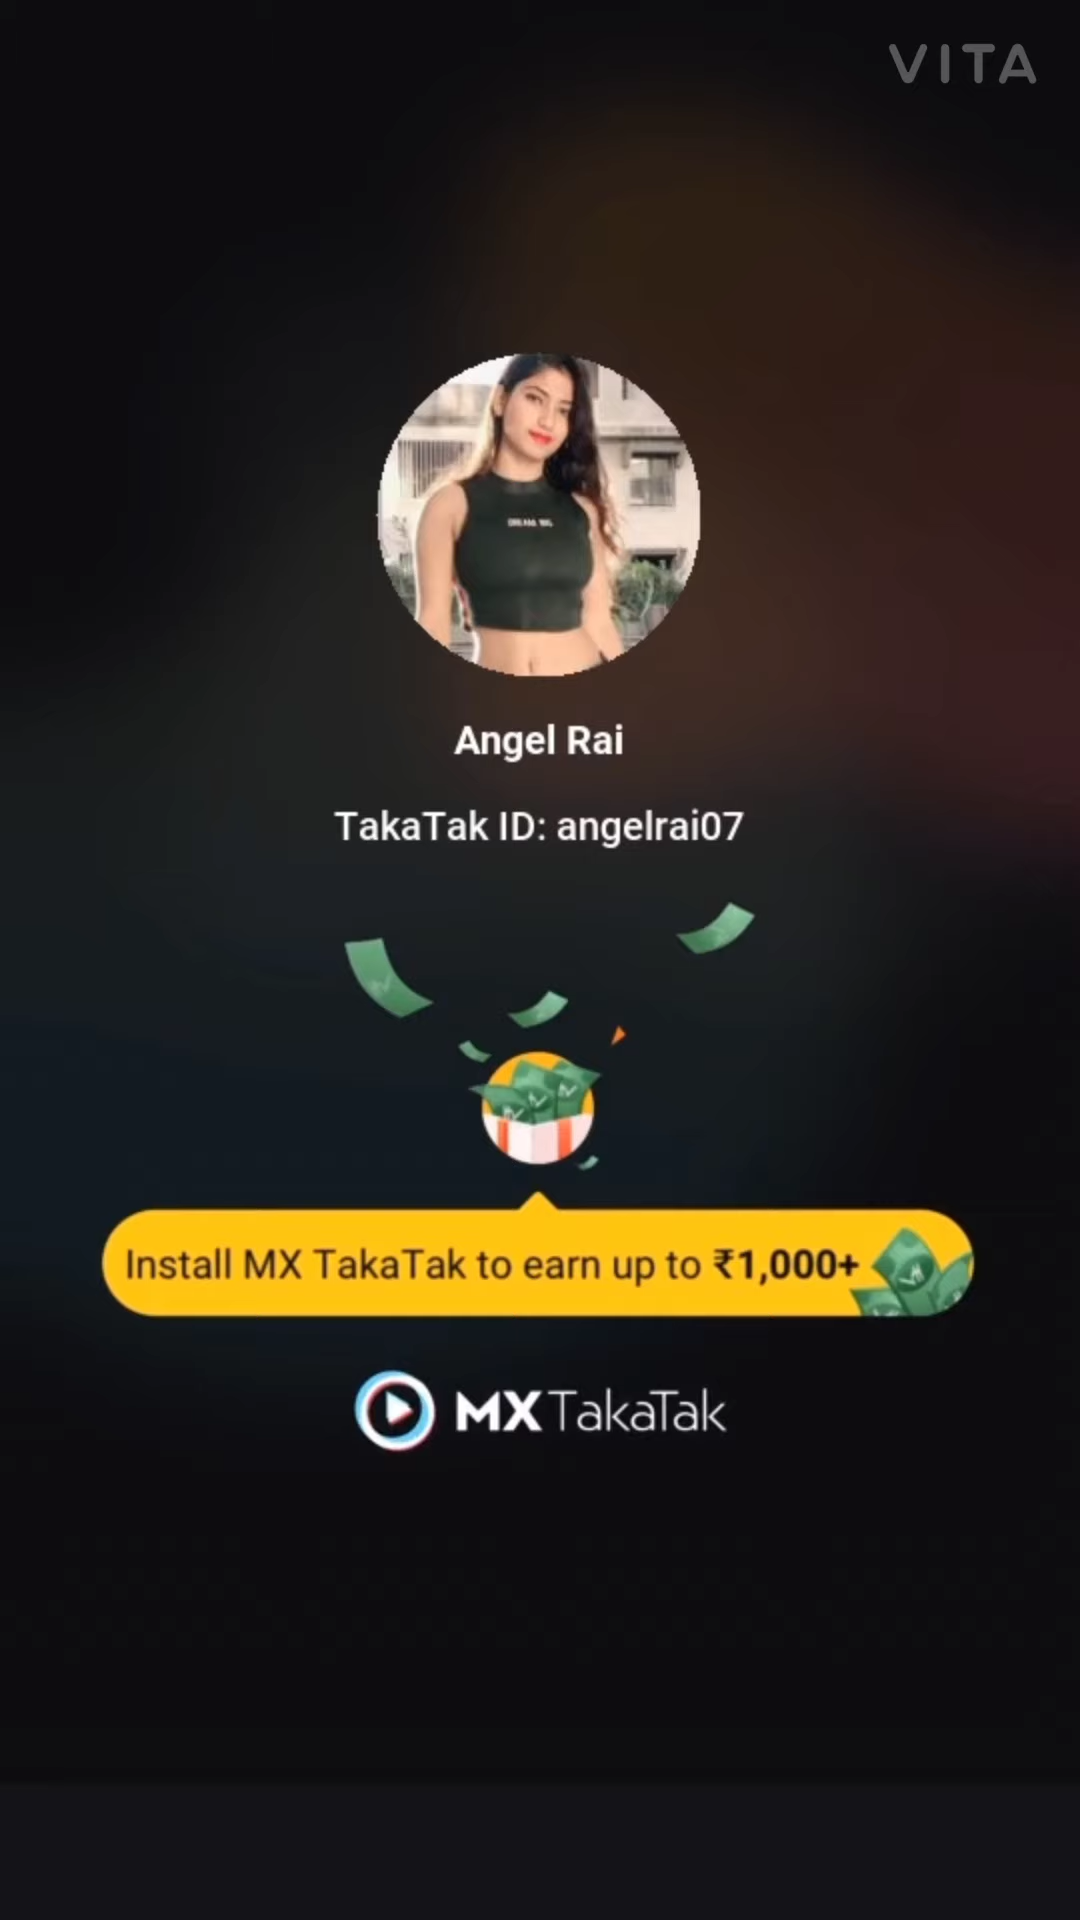 VITA
Angel Rai
TakaTak ID: angelrai07
Install MX TakaTak to earn up to ₹1,000+
MX TakaTak